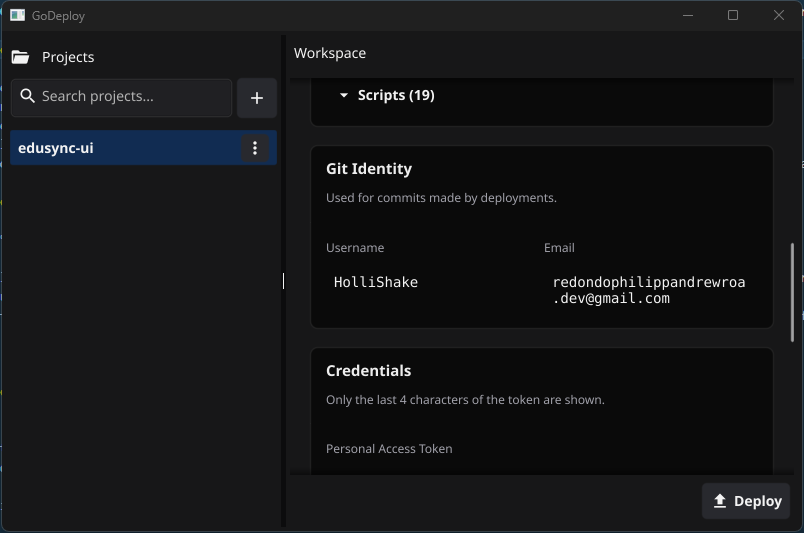 GoDeploy
Projects
Search projects...
edusync-ui
Workspace
Scripts (19)
Git Identity
Used for commits made by deployments.
Username
Email
HolliShake
redondophilippandrewroa
.dev@gmail.com
Credentials
Only the last 4 characters of the token are shown.
Personal Access Token
Deploy